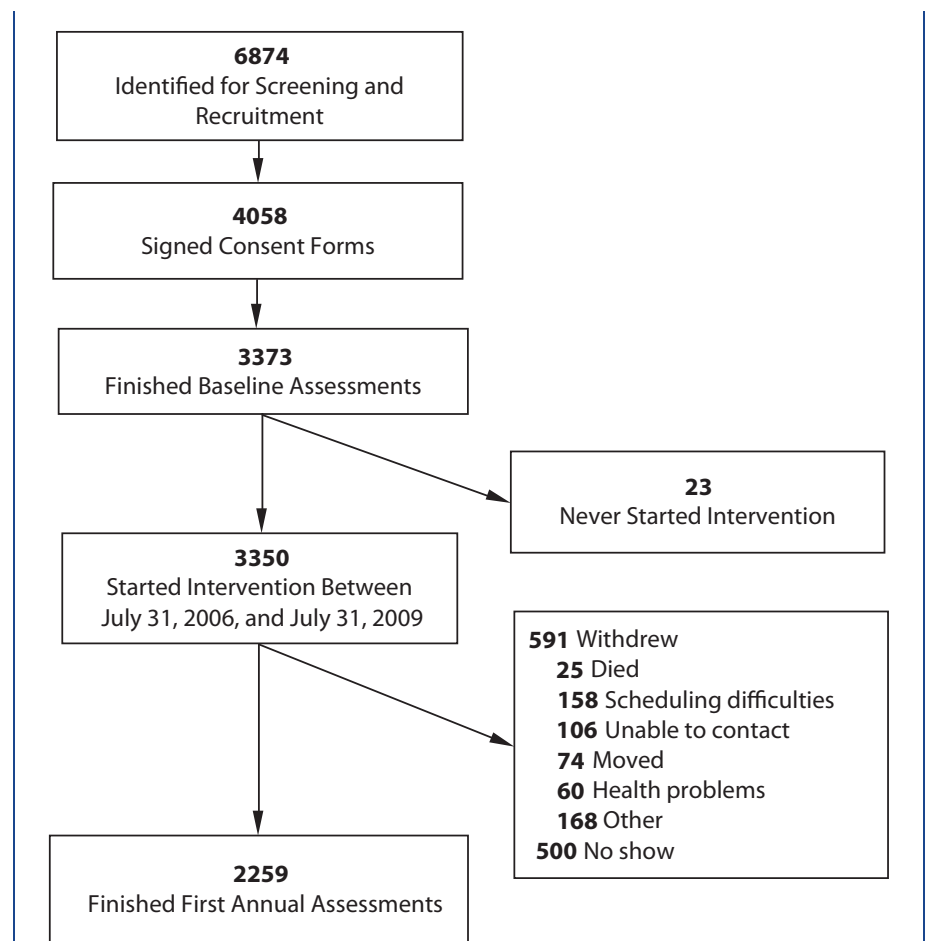 6874
Identified for Screening and
Recruitment
4058
Signed Consent Forms
3373
Finished Baseline Assessments
23
Never Started Intervention
3350
Started Intervention Between
July 31, 2006, and July 31, 2009
591 Withdrew
25 Died
158 Scheduling difficulties
106 Unable to contact
74 Moved
60 Health problems
168 Other
500 No show
2259
Finished First Annual Assessments